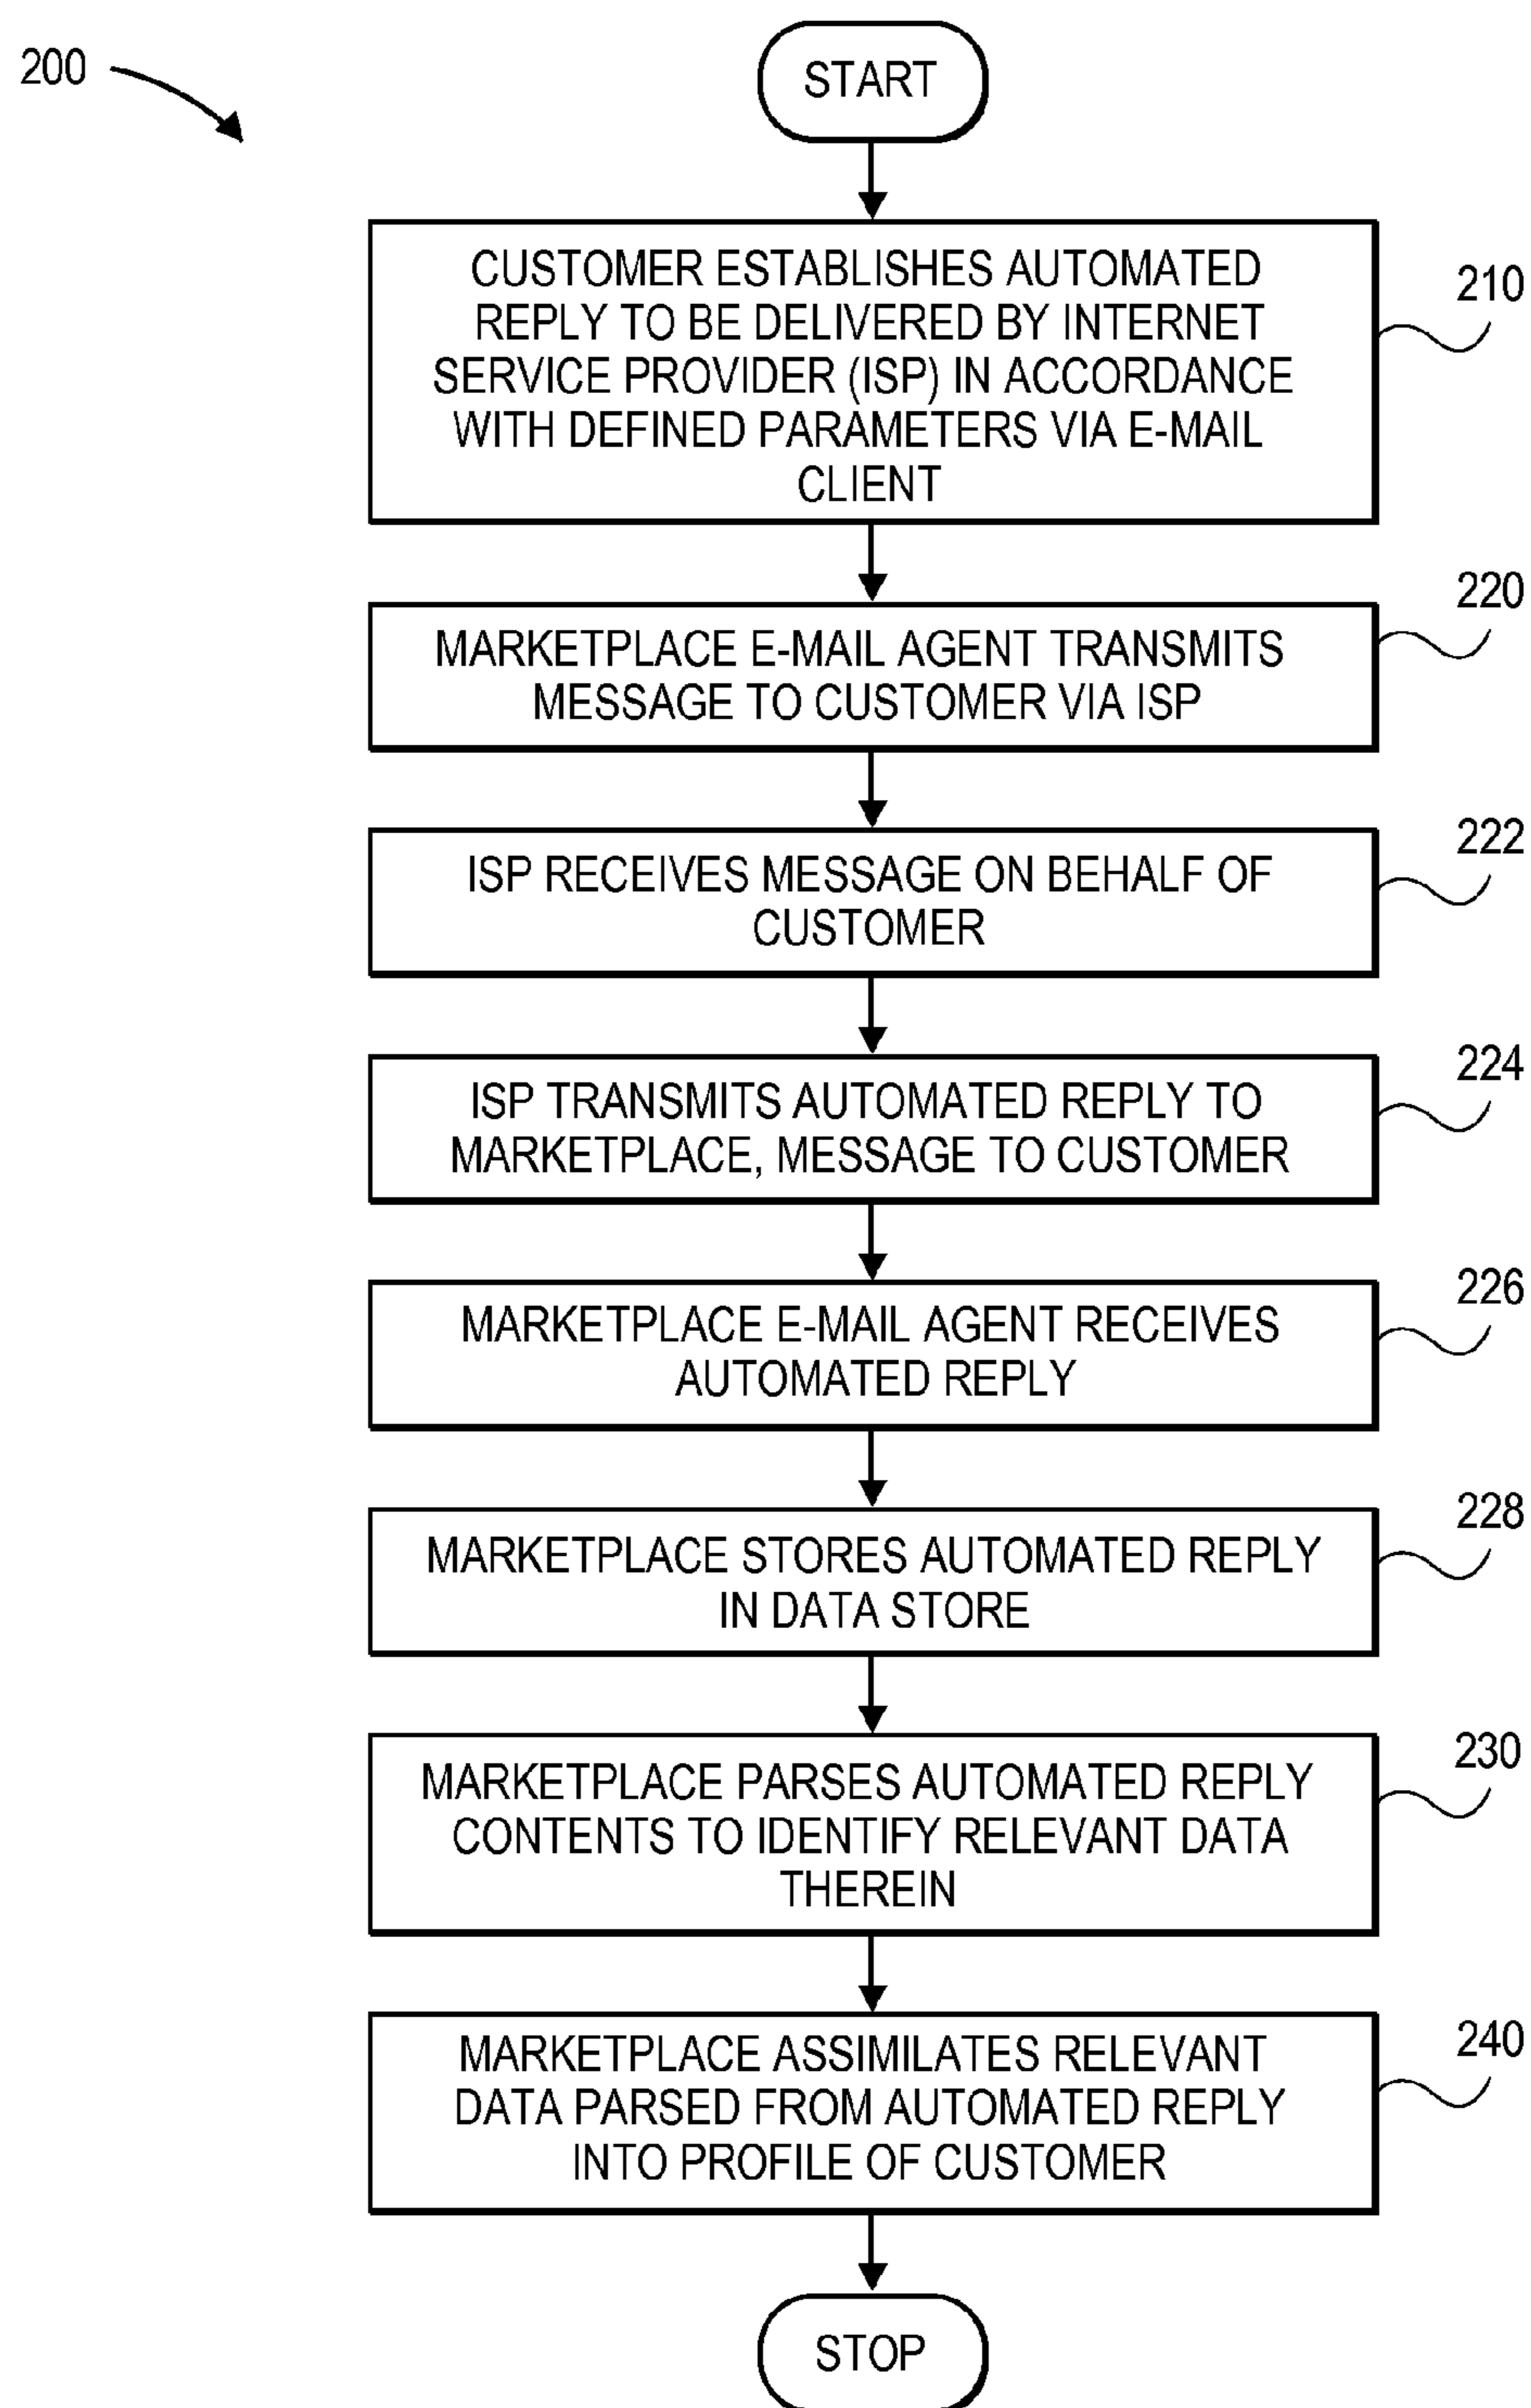 200
START
CUSTOMER ESTABLISHES AUTOMATED
REPLY TO BE DELIVERED BY INTERNET
SERVICE PROVIDER (ISP) IN ACCORDANCE
WITH DEFINED PARAMETERS VIA E-MAIL
CLIENT
210
MARKETPLACE E-MAIL AGENT TRANSMITS
MESSAGE TO CUSTOMER VIA ISP
220
ISP RECEIVES MESSAGE ON BEHALF OF
CUSTOMER
222
ISP TRANSMITS AUTOMATED REPLY TO
MARKETPLACE, MESSAGE TO CUSTOMER
224
MARKETPLACE E-MAIL AGENT RECEIVES
AUTOMATED REPLY
226
MARKETPLACE STORES AUTOMATED REPLY
IN DATA STORE
228
MARKETPLACE PARSES AUTOMATED REPLY
CONTENTS TO IDENTIFY RELEVANT DATA
THEREIN
230
MARKETPLACE ASSIMILATES RELEVANT
DATA PARSED FROM AUTOMATED REPLY
INTO PROFILE OF CUSTOMER
240
STOP